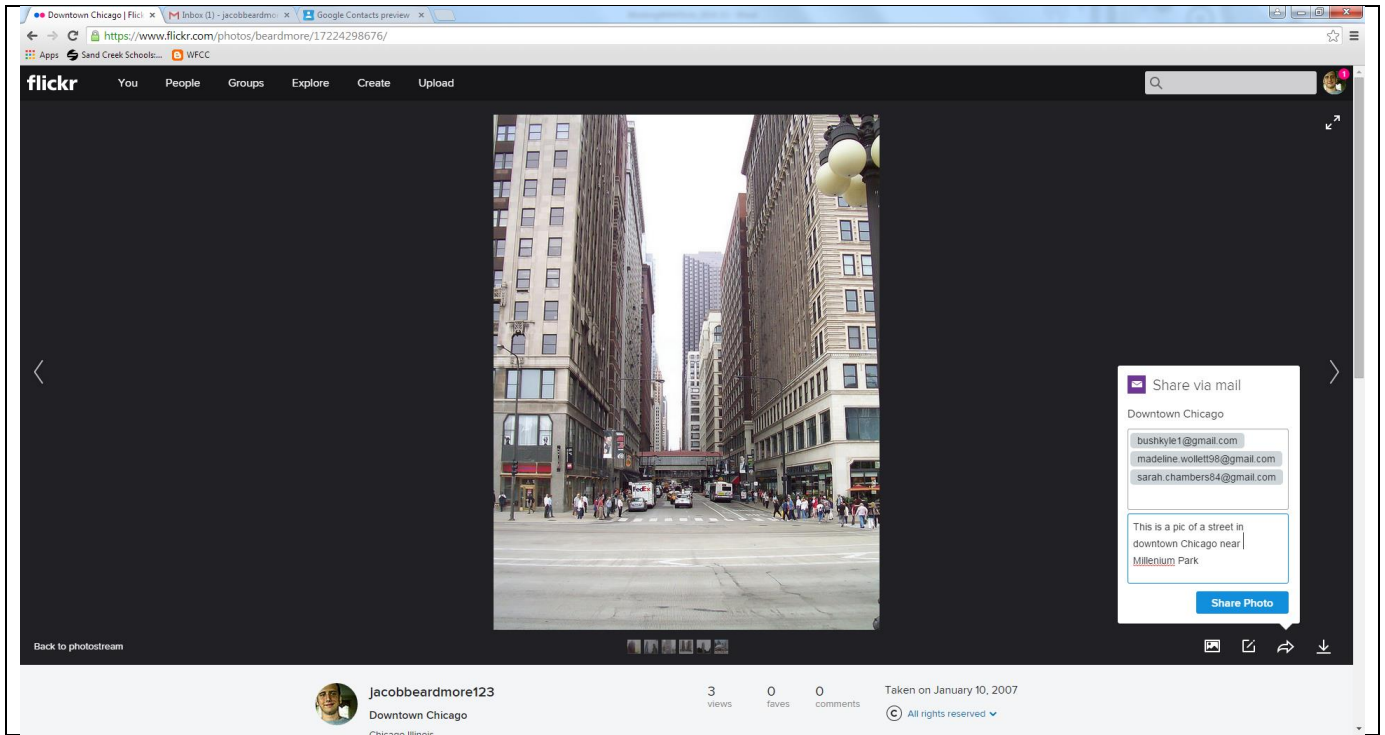 Downtown Chicago | Flick
Inbox (1) - jacobbeardmo
Google Contacts preview
https://www.flickr.com/photos/beardmore/17224298676/
Apps
Sand Creek Schools:...
WFCC
flickr
You
People
Groups
Explore
Create
Upload
1
FedEx
Share via mail
Downtown Chicago
bushkyle1@gmail.com
madeline.wollett98@gmail.com
sarah.chambers84@gmail.com
This is a pic of a street in
downtown Chicago near
Millenium Park
Share Photo
Back to photostream
jacobbeardmore123
Downtown Chicago
Chicago Illinois
3
views
0
faves
0
comments
Taken on January 10, 2007
All rights reserved